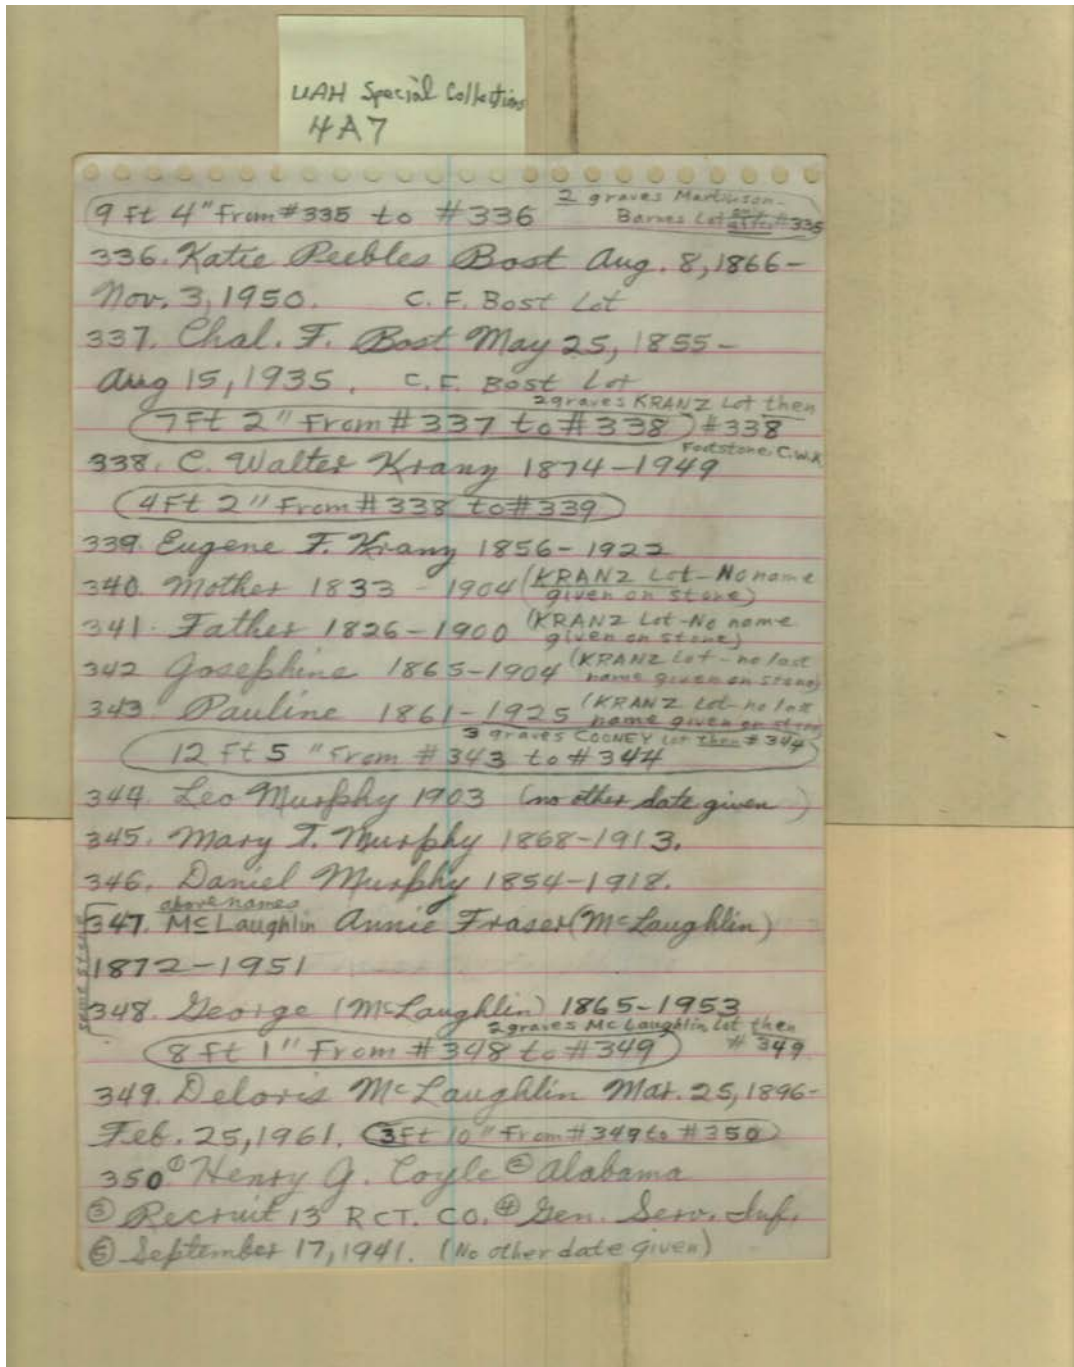 UAH Special Collections
4A7
2 graves Martinson-
9 ft 4" From #335 to #336
Barnes Lot after #335
336. Katie Peebles Bost Aug. 8, 1866-
Nov. 3, 1950. C. F. Bost Lot
337. Chal. F. Bost May 25, 1855-
Aug 15, 1935. C. F. Bost Lot
2 graves KRANZ Lot then
7 Ft 2" From #337 to #338 #338
Footstone C.W.K
338. C. Walter Kranz 1874-1949
4 Ft 2" From #338 to #339
339. Eugene F. Kranz 1856-1922
340. Mother 1833 - 1904 (KRANZ Lot-No name
given on stone)
341. Father 1826-1900 (KRANZ Lot-No name
given on stone)
342 Josephine 1865-1904 (KRANZ Lot-no last
name given on stone)
343. Pauline 1861-1925 (KRANZ Lot-no last
name given on stone
3 graves COONEY Lot then #344
12 ft 5" From #343 to #344
344. Leo Murphy 1903 (no other date given)
345. Mary T. Murphy 1868-1913.
346. Daniel Murphy 1854-1918.
above names
347. McLaughlin Annie Fraser (McLaughlin)
1872-1951
same stone
348. George (McLaughlin) 1865-1953
2 graves McLaughlin Lot then
8 ft 1" From #348 to #349 # 349
349. Deloris McLaughlin Mar. 25, 1896-
Feb. 25, 1961. 3 Ft 10" From #349 to #350
350. ① Henry G. Coyle ② Alabama
③ Recruit 13 RCT. CO. ④ Gen. Serv. Inf.
⑤ September 17, 1941. (No other date given)